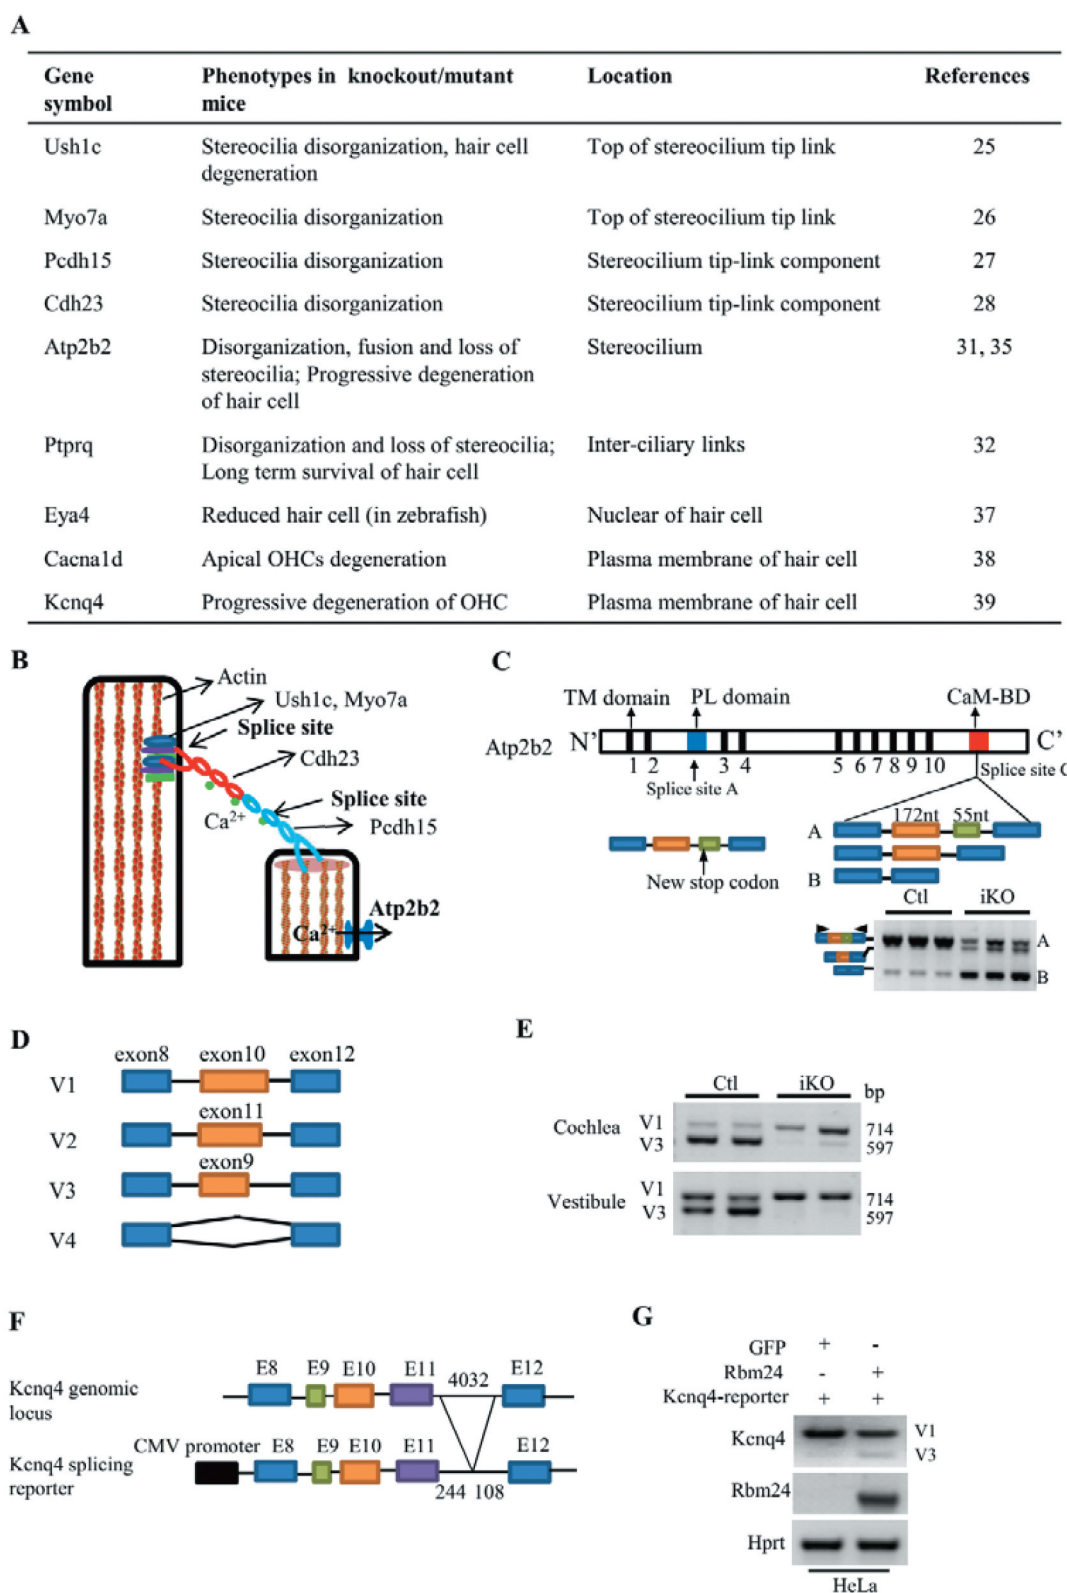 A
Gene symbol Phenotypes in knockout/mutant mice Location References
Ush1c Stereocilia disorganization, hair cell degeneration Top of stereocilium tip link 25
Myo7a Stereocilia disorganization Top of stereocilium tip link 26
Pcdh15 Stereocilia disorganization Stereocilium tip-link component 27
Cdh23 Stereocilia disorganization Stereocilium tip-link component 28
Atp2b2 Disorganization, fusion and loss of stereocilia; Progressive degeneration of hair cell Stereocilium 31, 35
Ptprq Disorganization and loss of stereocilia; Long term survival of hair cell Inter-ciliary links 32
Eya4 Reduced hair cell (in zebrafish) Nuclear of hair cell 37
Cacna1d Apical OHCs degeneration Plasma membrane of hair cell 38
Kcnq4 Progressive degeneration of OHC Plasma membrane of hair cell 39
B
Actin
Ush1c, Myo7a
Splice site
Cdh23
Splice site
Ca2+
Pcdh15
Atp2b2
Ca2+
C
TM domain PL domain CaM-BD
Atp2b2 N' C'
1 2 3 4 5 6 7 8 9 10
Splice site A Splice site C
172nt 55nt
A
B
New stop codon
Ctl iKO
A
B
D
exon8 exon10 exon12
V1
exon11
V2
exon9
V3
V4
E
Ctl iKO bp
Cochlea V1 714
V3 597
Vestibule V1 714
V3 597
F
Kcnq4 genomic locus
E8 E9 E10 E11 4032 E12
Kcnq4 splicing reporter
CMV promoter E8 E9 E10 E11 E12
244 108
G
GFP + -
Rbm24 - +
Kcnq4-reporter + +
Kcnq4 V1
V3
Rbm24
Hprt
HeLa